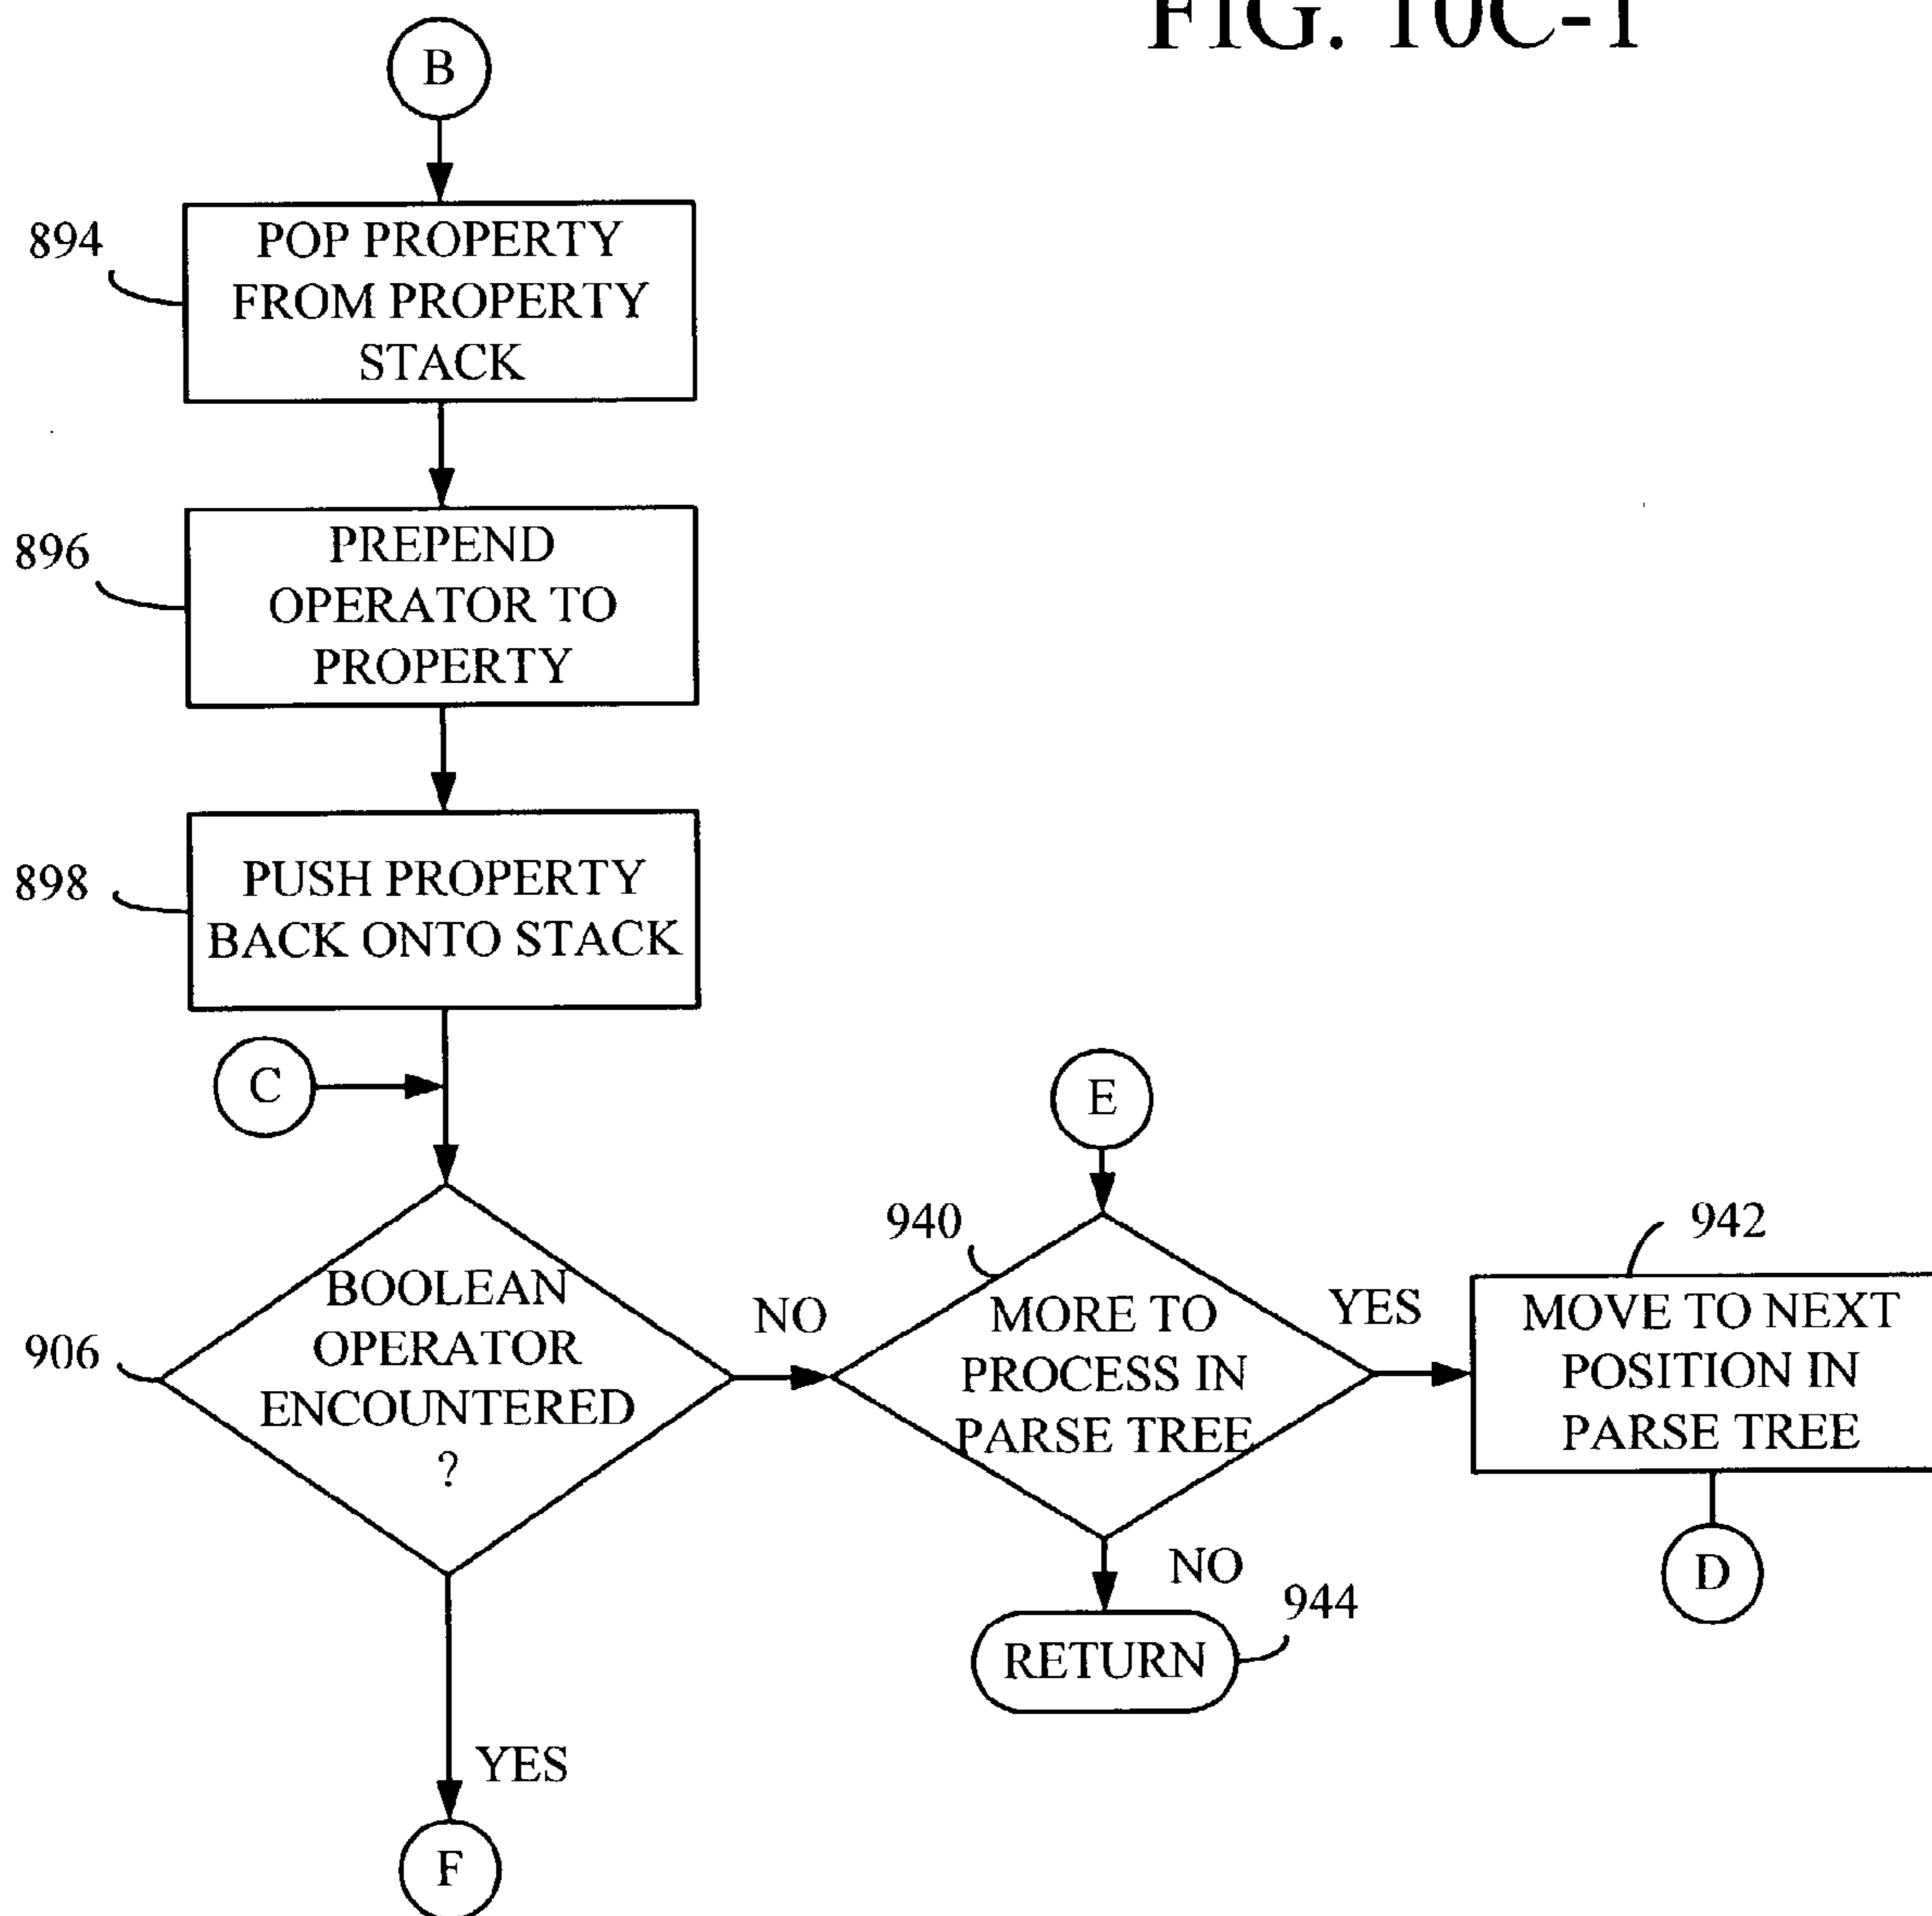 FIG. 10C-1
B
894
POP PROPERTY
FROM PROPERTY
STACK
896
PREPEND
OPERATOR TO
PROPERTY
898
PUSH PROPERTY
BACK ONTO STACK
C
E
906
BOOLEAN
OPERATOR
ENCOUNTERED
?
NO
940
MORE TO
PROCESS IN
PARSE TREE
YES
942
MOVE TO NEXT
POSITION IN
PARSE TREE
D
NO
944
RETURN
YES
F